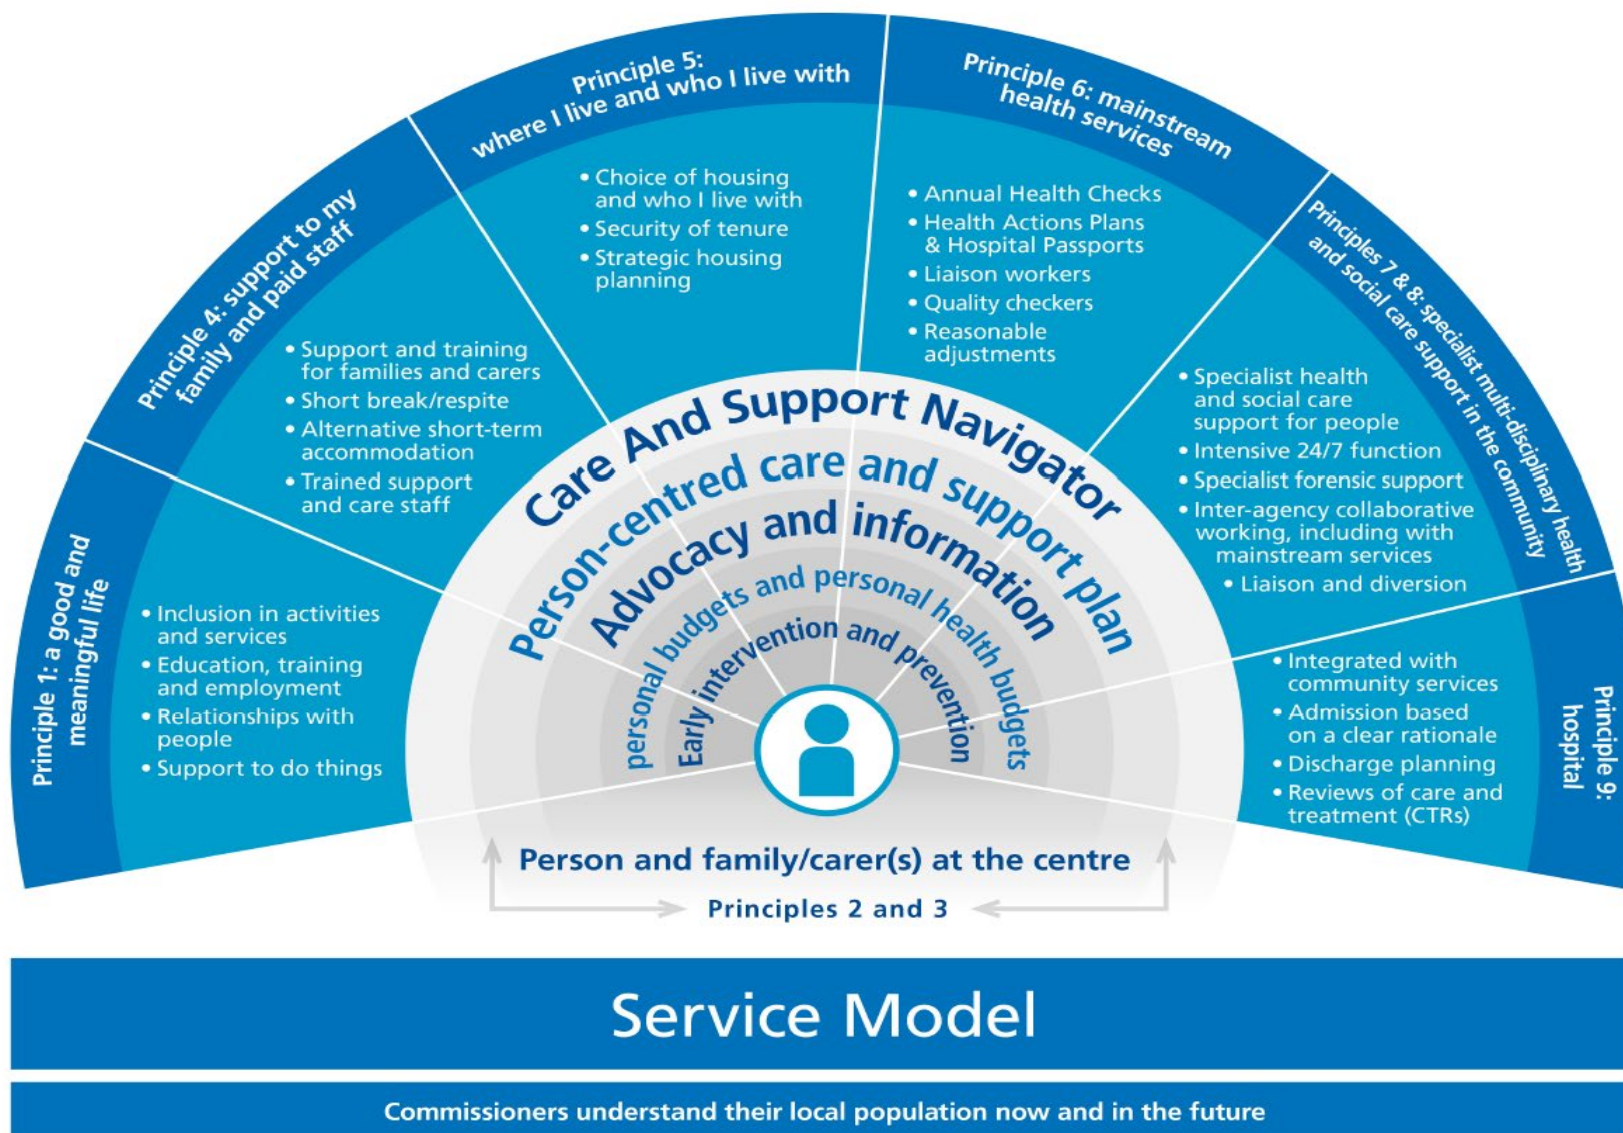 Principle 1: a good and
meaningful life
• Inclusion in activities
and services
• Education, training
and employment
• Relationships with
people
• Support to do things
Principle 4: support to my
family and paid staff
• Support and training
for families and carers
• Short break/respite
• Alternative short-term
accommodation
• Trained support
and care staff
Principle 5:
where I live and who I live with
• Choice of housing
and who I live with
• Security of tenure
• Strategic housing
planning
Principle 6: mainstream
health services
• Annual Health Checks
• Health Actions Plans
& Hospital Passports
• Liaison workers
• Quality checkers
• Reasonable
adjustments
Principles 7 & 8: specialist multi-disciplinary health
and social care support in the community
• Specialist health
and social care
support for people
• Intensive 24/7 function
• Specialist forensic support
• Inter-agency collaborative
working, including with
mainstream services
• Liaison and diversion
Principle 9:
hospital
• Integrated with
community services
• Admission based
on a clear rationale
• Discharge planning
• Reviews of care and
treatment (CTRs)
Care And Support Navigator
Person-centred care and support plan
Advocacy and information
personal budgets and personal health budgets
Early intervention and prevention
Person and family/carer(s) at the centre
Principles 2 and 3
Service Model
Commissioners understand their local population now and in the future